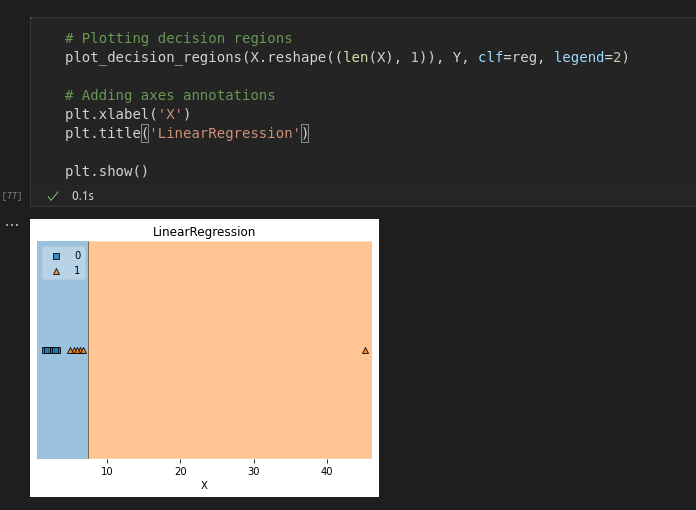 # Plotting decision regions
plot_decision_regions(X.reshape((len(X), 1)), Y, clf=reg, legend=2)
# Adding axes annotations
plt.xlabel('X')
plt.title('LinearRegression')
plt.show()
[77] 0.1s
...
LinearRegression
0
1
10 20 30 40
X